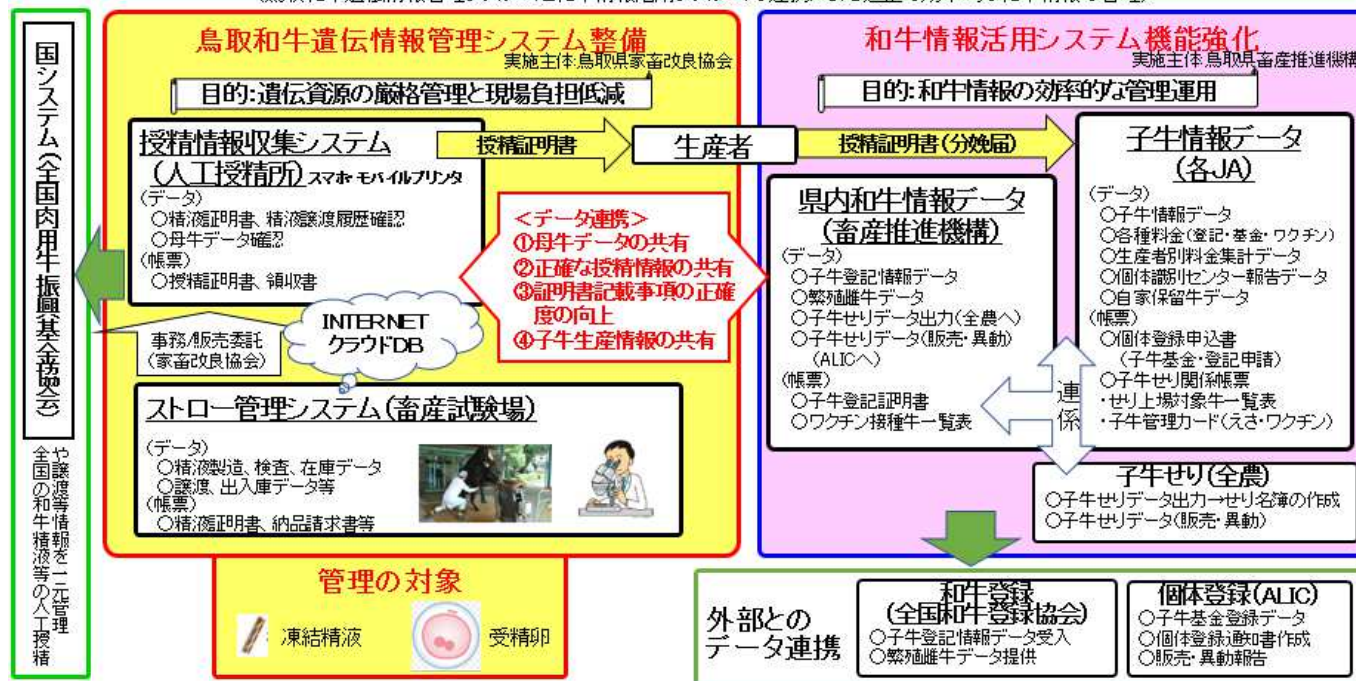 国システム(全国肉用牛振興基金協会)
全国の和牛精液等の人工授精
や譲渡等情報を一元管理
鳥取和牛遺伝情報管理システム整備
実施主体:鳥取県家畜改良協会
目的:遺伝資源の厳格管理と現場負担低減
授精情報収集システム
(人工授精所) スマホ・モバイルプリンタ
(データ)
○精液証明書、精液譲渡履歴確認
○母牛データ確認
(帳票)
○授精証明書、領収書
授精証明書
生産者
授精証明書(分娩届)
事務/販売委託
(家畜改良協会)
INTERNET
クラウドDB
<データ連携>
①母牛データの共有
②正確な授精情報の共有
③証明書記載事項の正確
度の向上
④子牛生産情報の共有
ストロー管理システム(畜産試験場)
(データ)
○精液製造、検査、在庫データ
○譲渡、出入庫データ等
(帳票)
○精液証明書、納品請求書等
管理の対象
凍結精液
受精卵
和牛情報活用システム機能強化
実施主体:鳥取県畜産推進機構
目的:和牛情報の効率的な管理運用
県内和牛情報データ
(畜産推進機構)
(データ)
○子牛登記情報データ
○繁殖雌牛データ
○子牛せりデータ出力(全農へ)
○子牛せりデータ(販売・異動)
(ALICへ)
(帳票)
○子牛登記証明書
○ワクチン接種牛一覧表
子牛情報データ
(各JA)
(データ)
○子牛情報データ
○各種料金(登記・基金・ワクチン)
○生産者別料金集計データ
○個体識別センター報告データ
○自家保留牛データ
(帳票)
○個体登録申込書
(子牛基金・登記申請)
○子牛せり関係帳票
・せり上場対象牛一覧表
・子牛管理カード(えさ・ワクチン)
連係
子牛せり(全農)
○子牛せりデータ出力→せり名簿の作成
○子牛せりデータ(販売・異動)
外部との
データ連携
和牛登録
(全国和牛登録協会)
○子牛登記情報データ受入
○繁殖雌牛データ提供
個体登録(ALIC)
○子牛基金登録データ
○個体登録通知書作成
○販売・異動報告